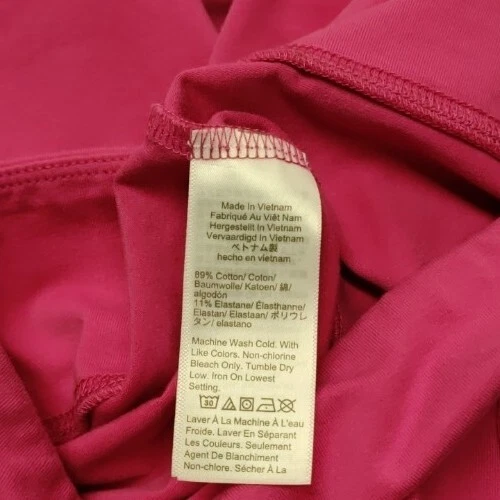 Made In Vietnam
Fabriqué Au Viêt Nam
Hergestellt In Vietnam
Vervaardigd In Vietnam
ベトナム製
hecho en vietnam
89% Cotton/ Coton/
Baumwolle/ Katoen/ 綿/
algodón
11% Elastane/ Élasthanne/
Elastan/ Elastaan/ ポリウレ
タン/ elastano
Machine Wash Cold. With
Like Colors. Non-chlorine
Bleach Only. Tumble Dry
Low. Iron On Lowest
Setting.
30
Laver À La Machine À L'eau
Froide. Laver En Séparant
Les Couleurs. Seulement
Agent De Blanchiment
Non-chlore. Sécher À La